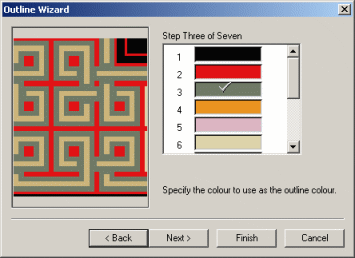 Outline Wizard
Step Three of Seven
1
2
3
4
5
6
Specify the colour to use as the outline colour.
< Back
Next >
Finish
Cancel